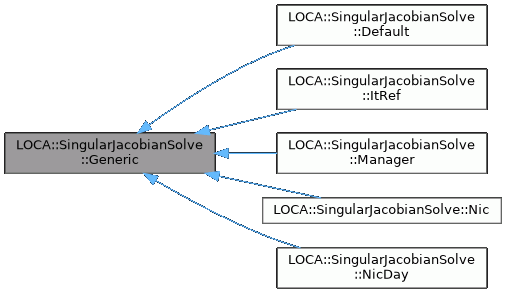 LOCA::SingularJacobianSolve
::Default
LOCA::SingularJacobianSolve
::ItRef
LOCA::SingularJacobianSolve
::Generic
LOCA::SingularJacobianSolve
::Manager
LOCA::SingularJacobianSolve::Nic
LOCA::SingularJacobianSolve
::NicDay